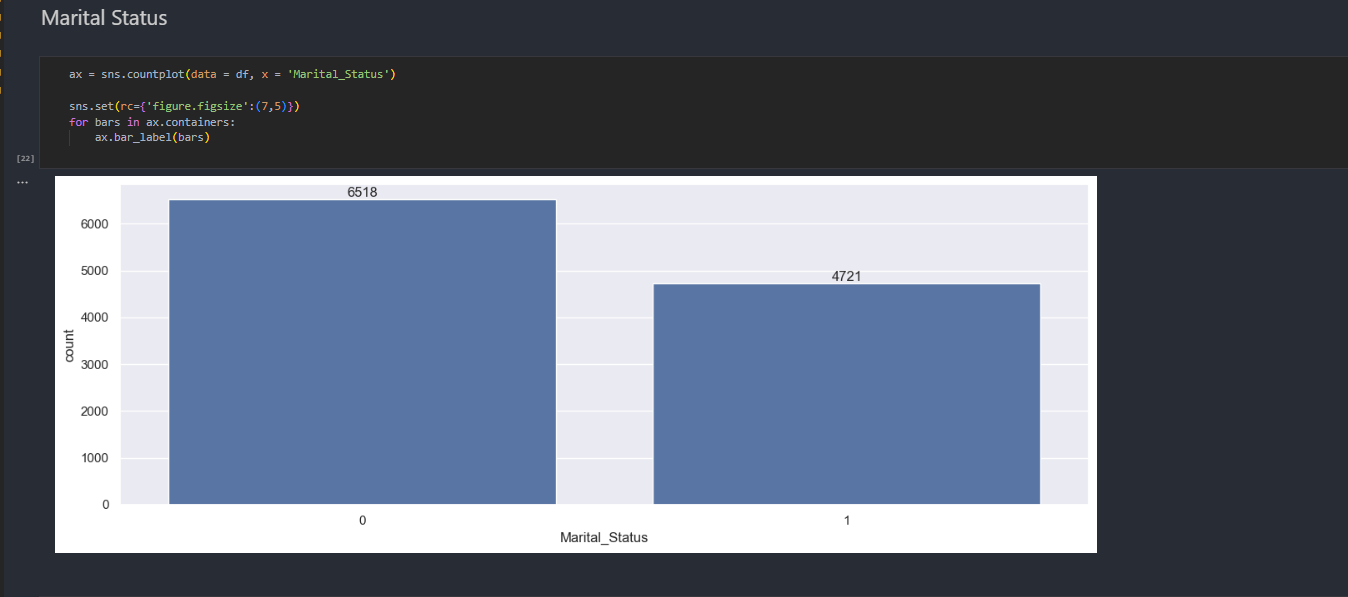 Marital Status
ax = sns.countplot(data = df, x = 'Marital_Status')
sns.set(rc={'figure.figsize':(7,5)})
for bars in ax.containers:
    ax.bar_label(bars)
[22]
...
6518
4721
6000
5000
4000
3000
2000
1000
0
count
0
1
Marital_Status